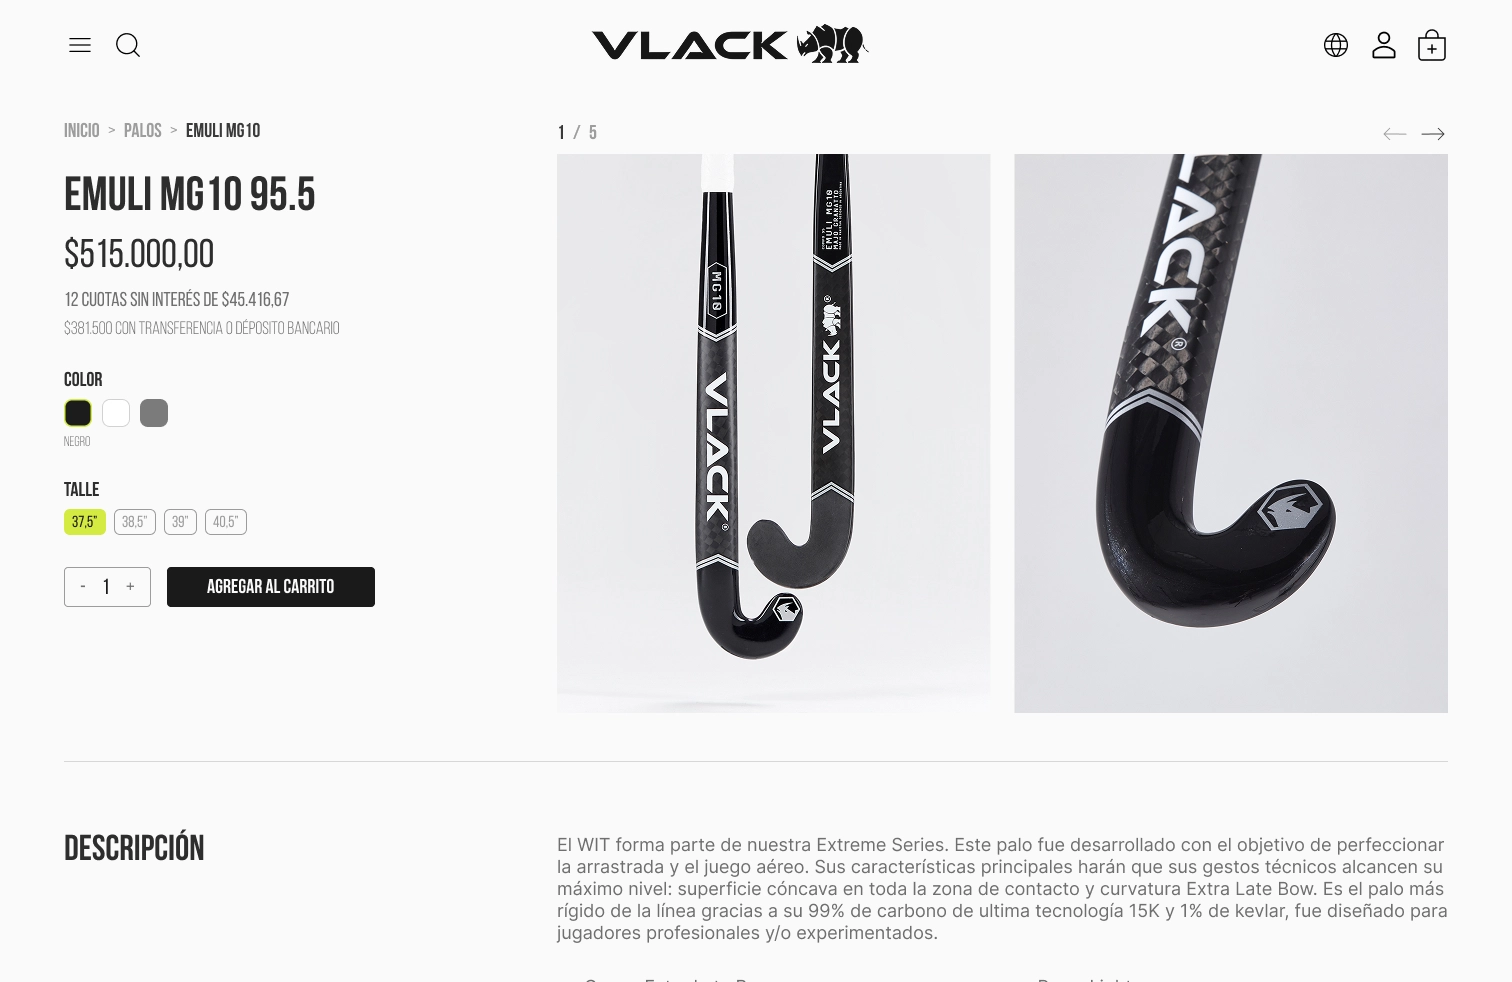 VLACK
INICIO > PALOS > EMULI MG10
EMULI MG10 95.5
$515.000,00
12 CUOTAS SIN INTERÉS DE $45.416,67
$381.500 CON TRANSFERENCIA O DÉPOSITO BANCARIO
COLOR
NEGRO
TALLE
37,5"
38,5"
39"
40,5"
- 1 +
AGREGAR AL CARRITO
1 / 5
MG10
VLACK®
EMULI MG10
MAJO GRANATTO
VLACK®
LACK®
DESCRIPCIÓN
El WIT forma parte de nuestra Extreme Series. Este palo fue desarrollado con el objetivo de perfeccionar
la arrastrada y el juego aéreo. Sus características principales harán que sus gestos técnicos alcancen su
máximo nivel: superficie cóncava en toda la zona de contacto y curvatura Extra Late Bow. Es el palo más
rígido de la línea gracias a su 99% de carbono de ultima tecnología 15K y 1% de kevlar, fue diseñado para
jugadores profesionales y/o experimentados.